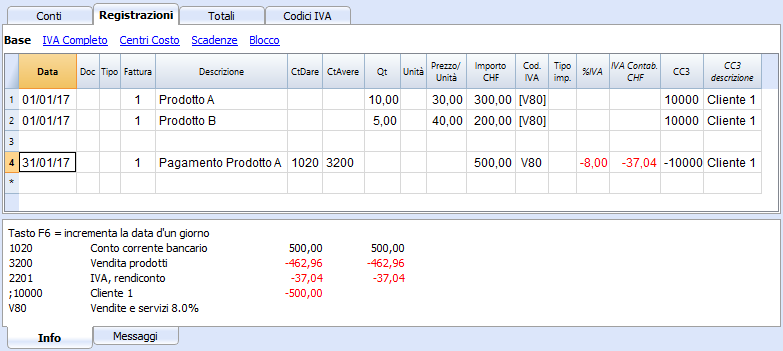 Conti Registrazioni Totali Codici IVA
Base IVA Completo Centri Costo Scadenze Blocco
Data Doc Tipo Fattura Descrizione CtDare CtAvere Qt Unità Prezzo/ Unità Importo CHF Cod. IVA Tipo imp. %IVA IVA Contab. CHF CC3 CC3 descrizione
1 01/01/17 1 Prodotto A 10,00 30,00 300,00 [V80] 10000 Cliente 1
2 01/01/17 1 Prodotto B 5,00 40,00 200,00 [V80] 10000 Cliente 1
3
4 31/01/17 1 Pagamento Prodotto A 1020 3200 500,00 V80 -8,00 -37,04 -10000 Cliente 1
*
Tasto F6 = incrementa la data d'un giorno
1020 Conto corrente bancario 500,00 500,00
3200 Vendita prodotti -462,96 -462,96
2201 IVA, rendiconto -37,04 -37,04
;10000 Cliente 1 -500,00
V80 Vendite e servizi 8.0%
Info Messaggi